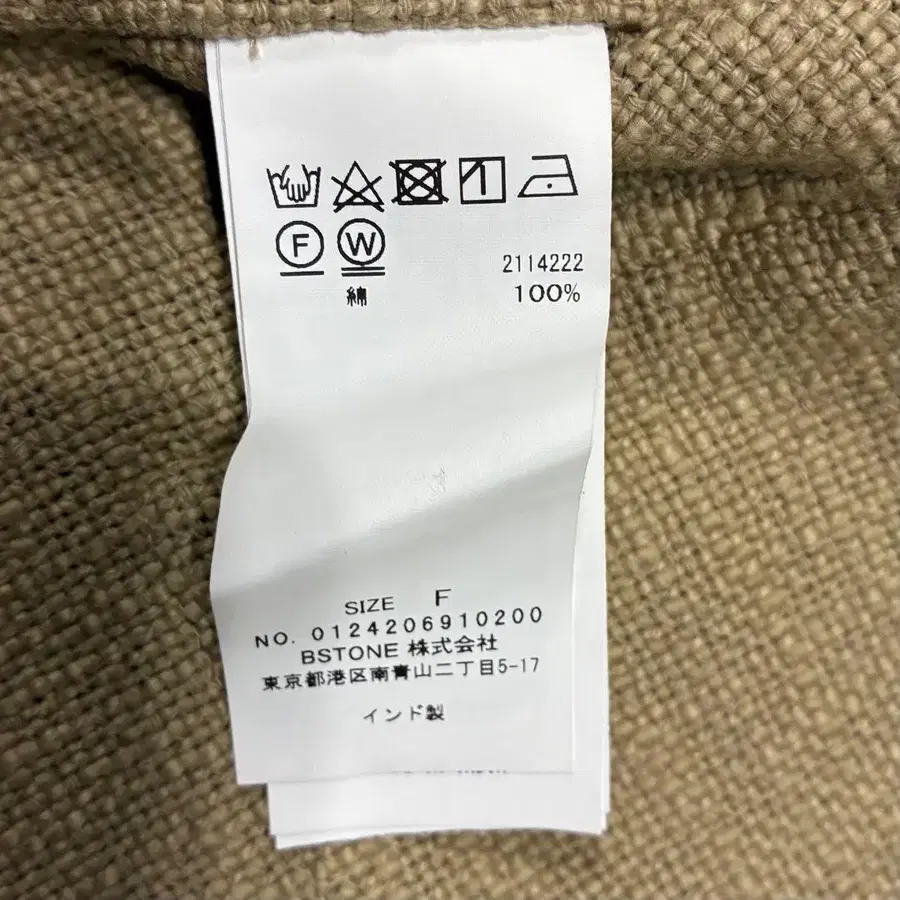 F W
2114222
綿 100%
SIZE F
NO. 0124206910200
BSTONE 株式会社
東京都港区南青山二丁目5-17
インド製